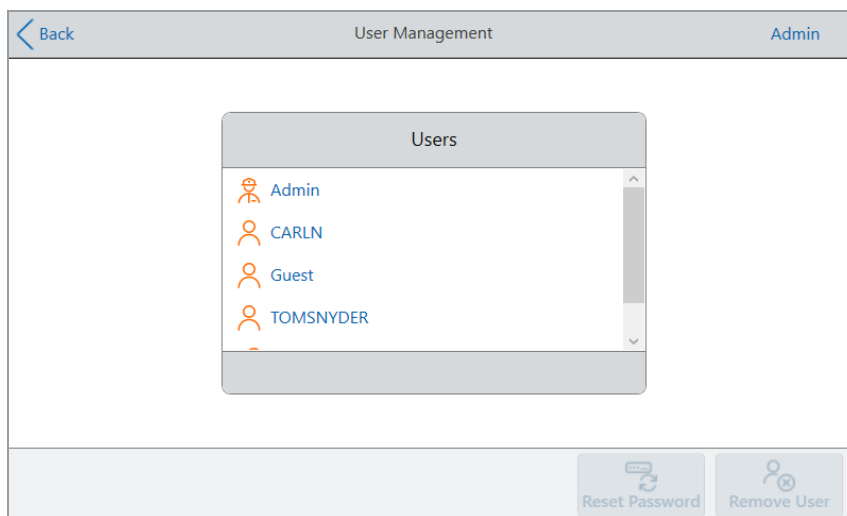 Back
User Management
Admin
Users
Admin
CARLN
Guest
TOMSNYDER
Reset Password
Remove User